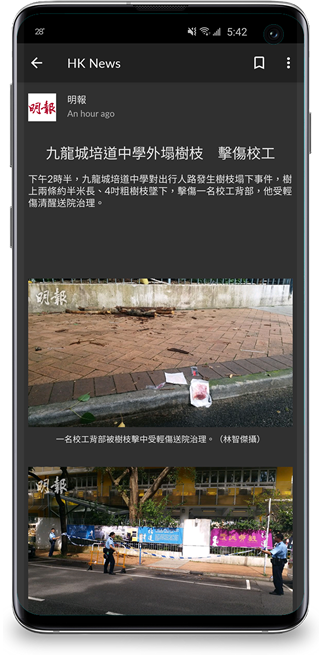 28°
5:42
HK News
明報
明報
An hour ago
九龍城培道中學外塌樹枝 擊傷校工
下午2時半，九龍城培道中學對出行人路發生樹枝塌下事件，樹
上兩條約半米長、4吋粗樹枝墜下，擊傷一名校工背部，他受輕
傷清醒送院治理。
明報
一名校工背部被樹枝擊中受輕傷送院治理。（林智傑攝）
明報